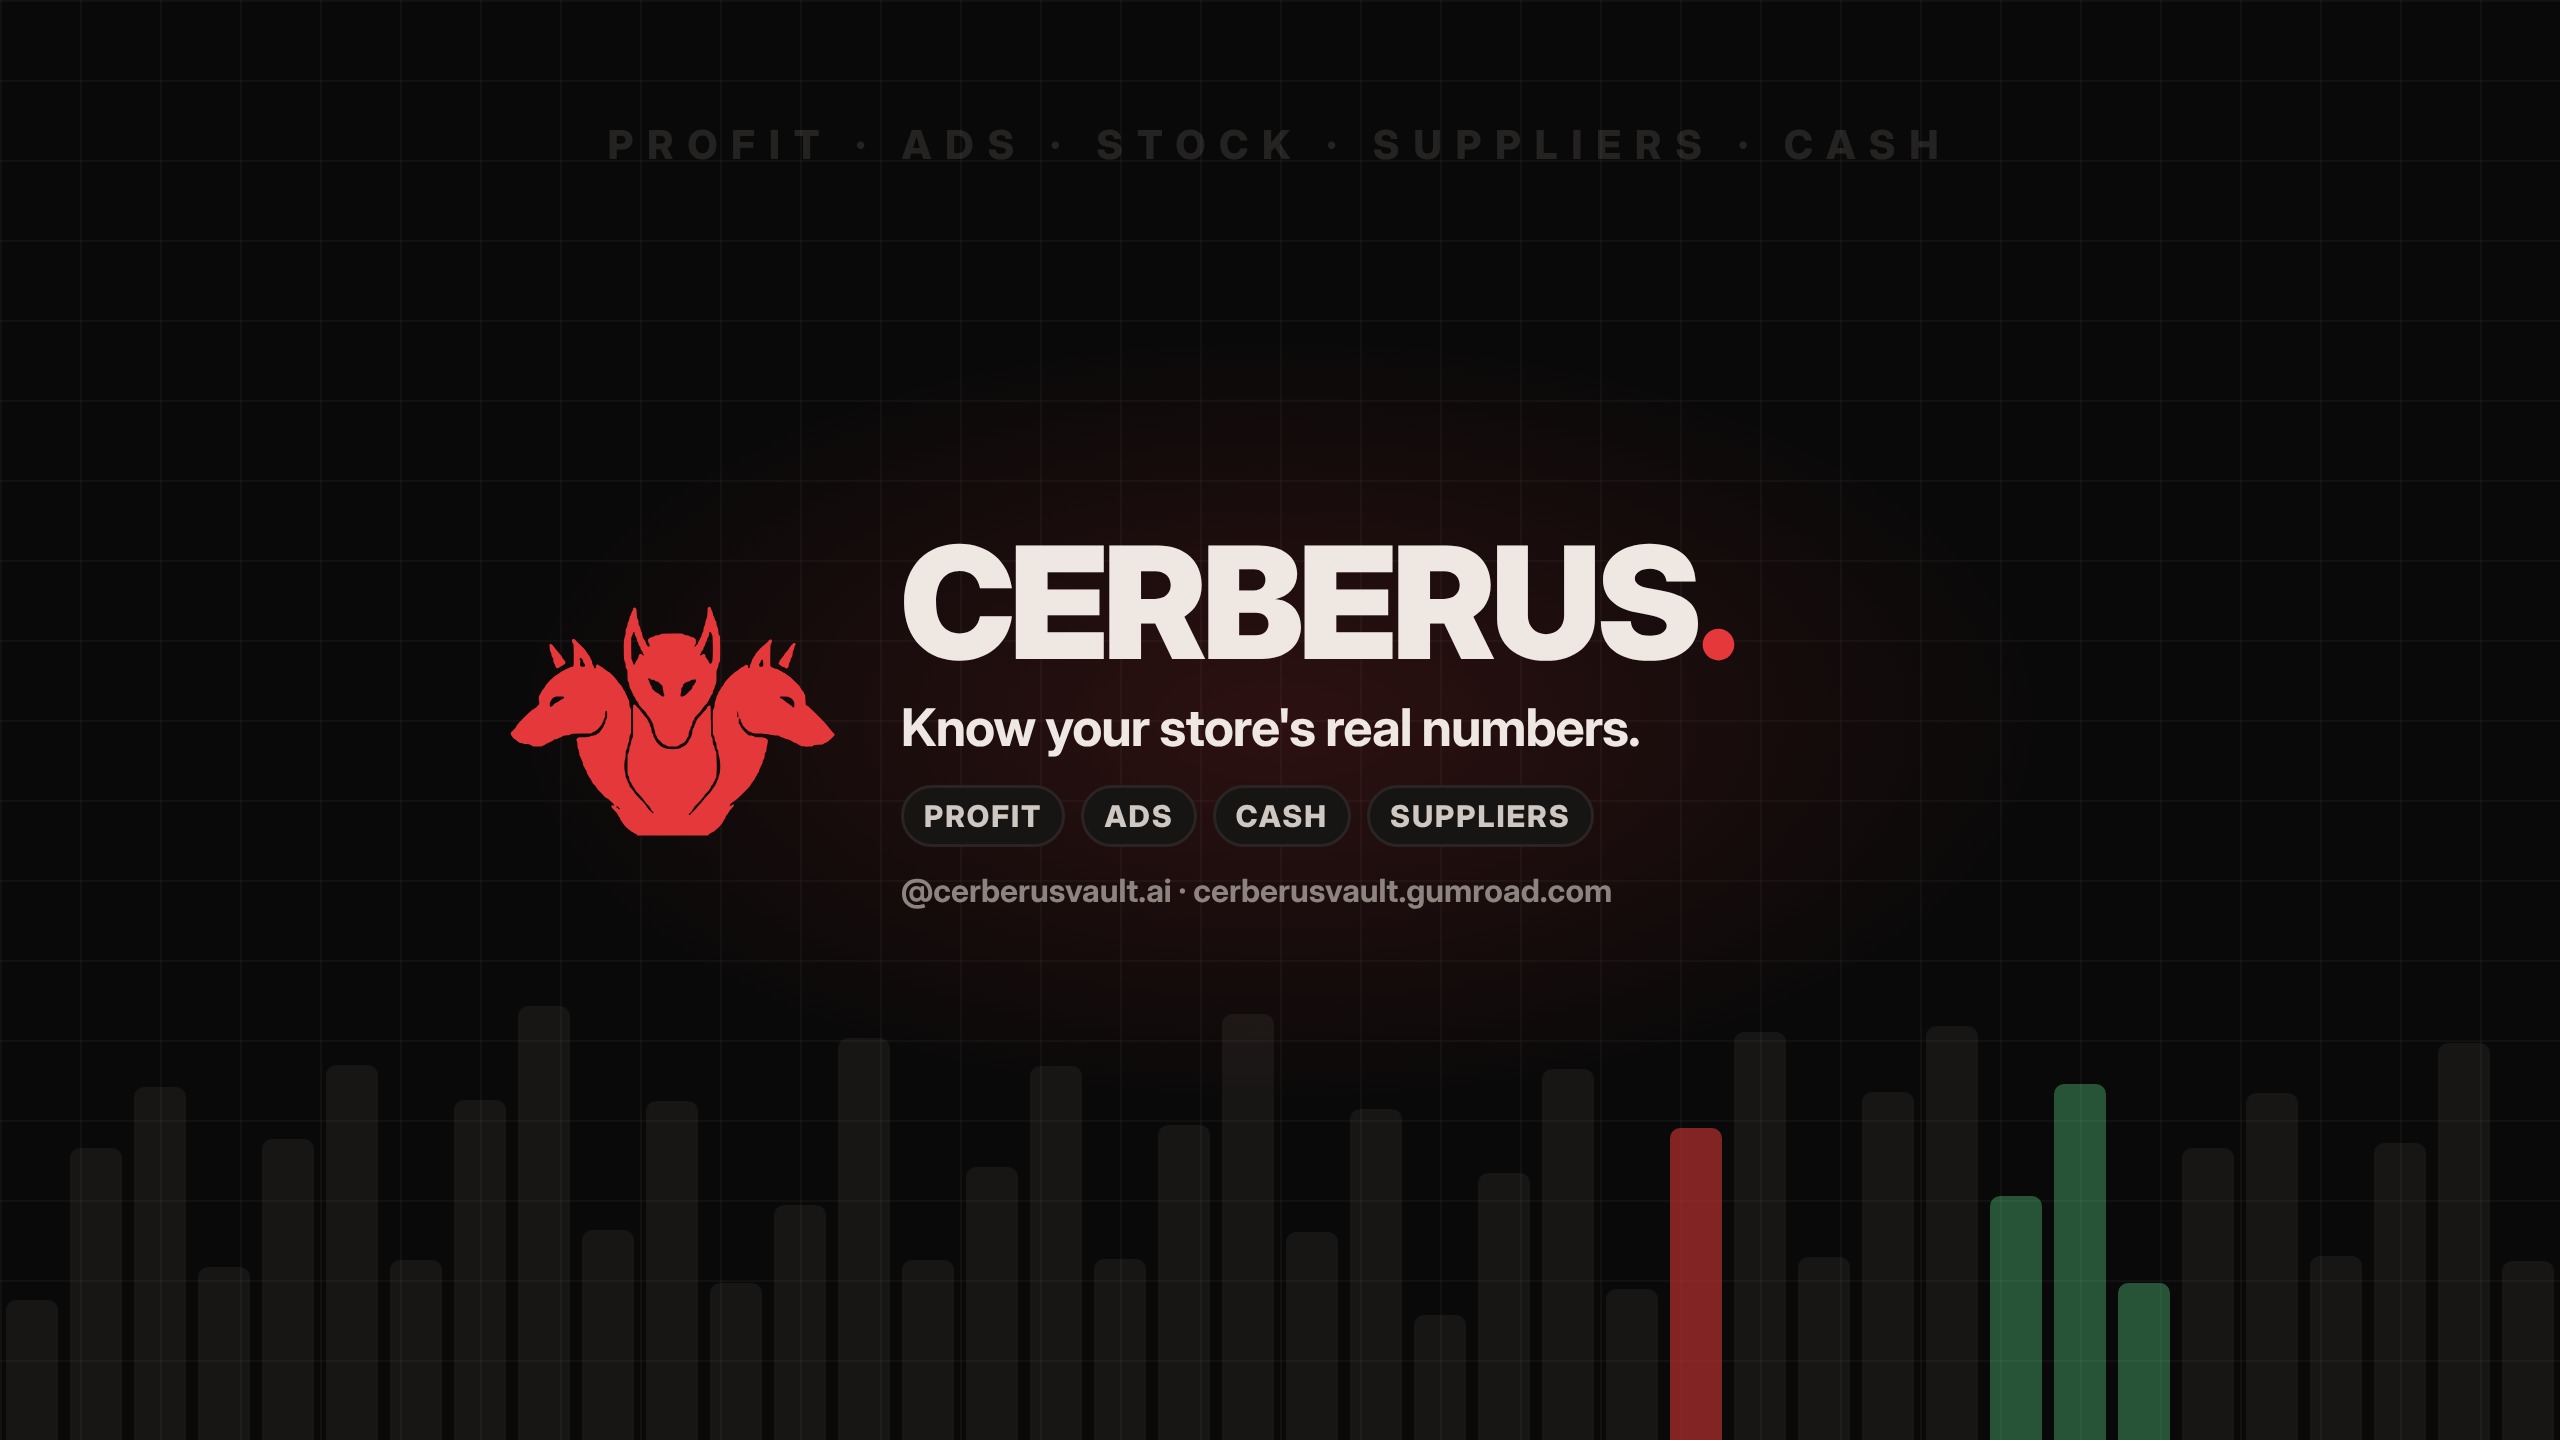 PROFIT · ADS · STOCK · SUPPLIERS · CASH
CERBERUS.
Know your store's real numbers.
PROFIT ADS CASH SUPPLIERS
@cerberusvault.ai · cerberusvault.gumroad.com